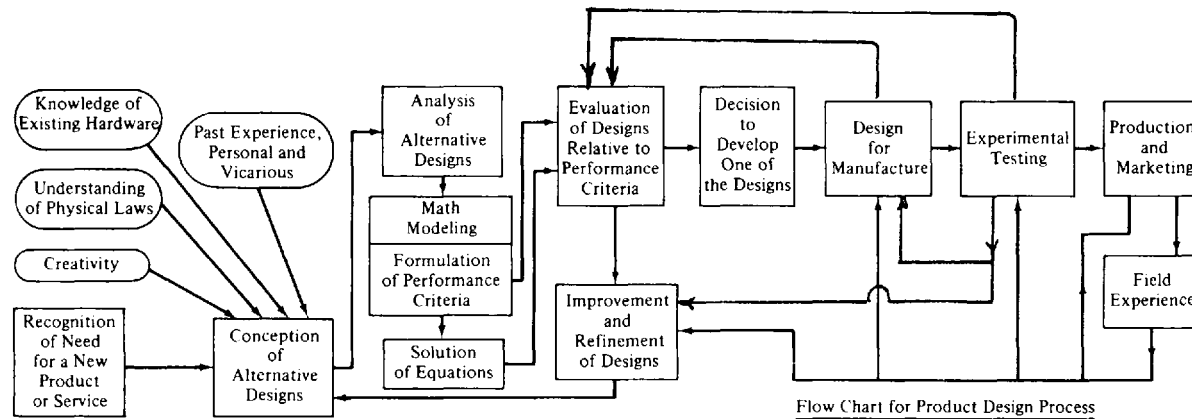 Knowledge of
Existing Hardware
Past Experience,
Personal and
Vicarious
Understanding
of Physical Laws
Creativity
Recognition
of Need
for a New
Product
or Service
Conception
of
Alternative
Designs
Analysis
of
Alternative
Designs
Math
Modeling
Formulation
of Performance
Criteria
Solution
of Equations
Evaluation
of Designs
Relative to
Performance
Criteria
Improvement
and
Refinement
of Designs
Decision
to
Develop
One of
the Designs
Design
for
Manufacture
Experimental
Testing
Production
and
Marketing
Field
Experience
Flow Chart for Product Design Process